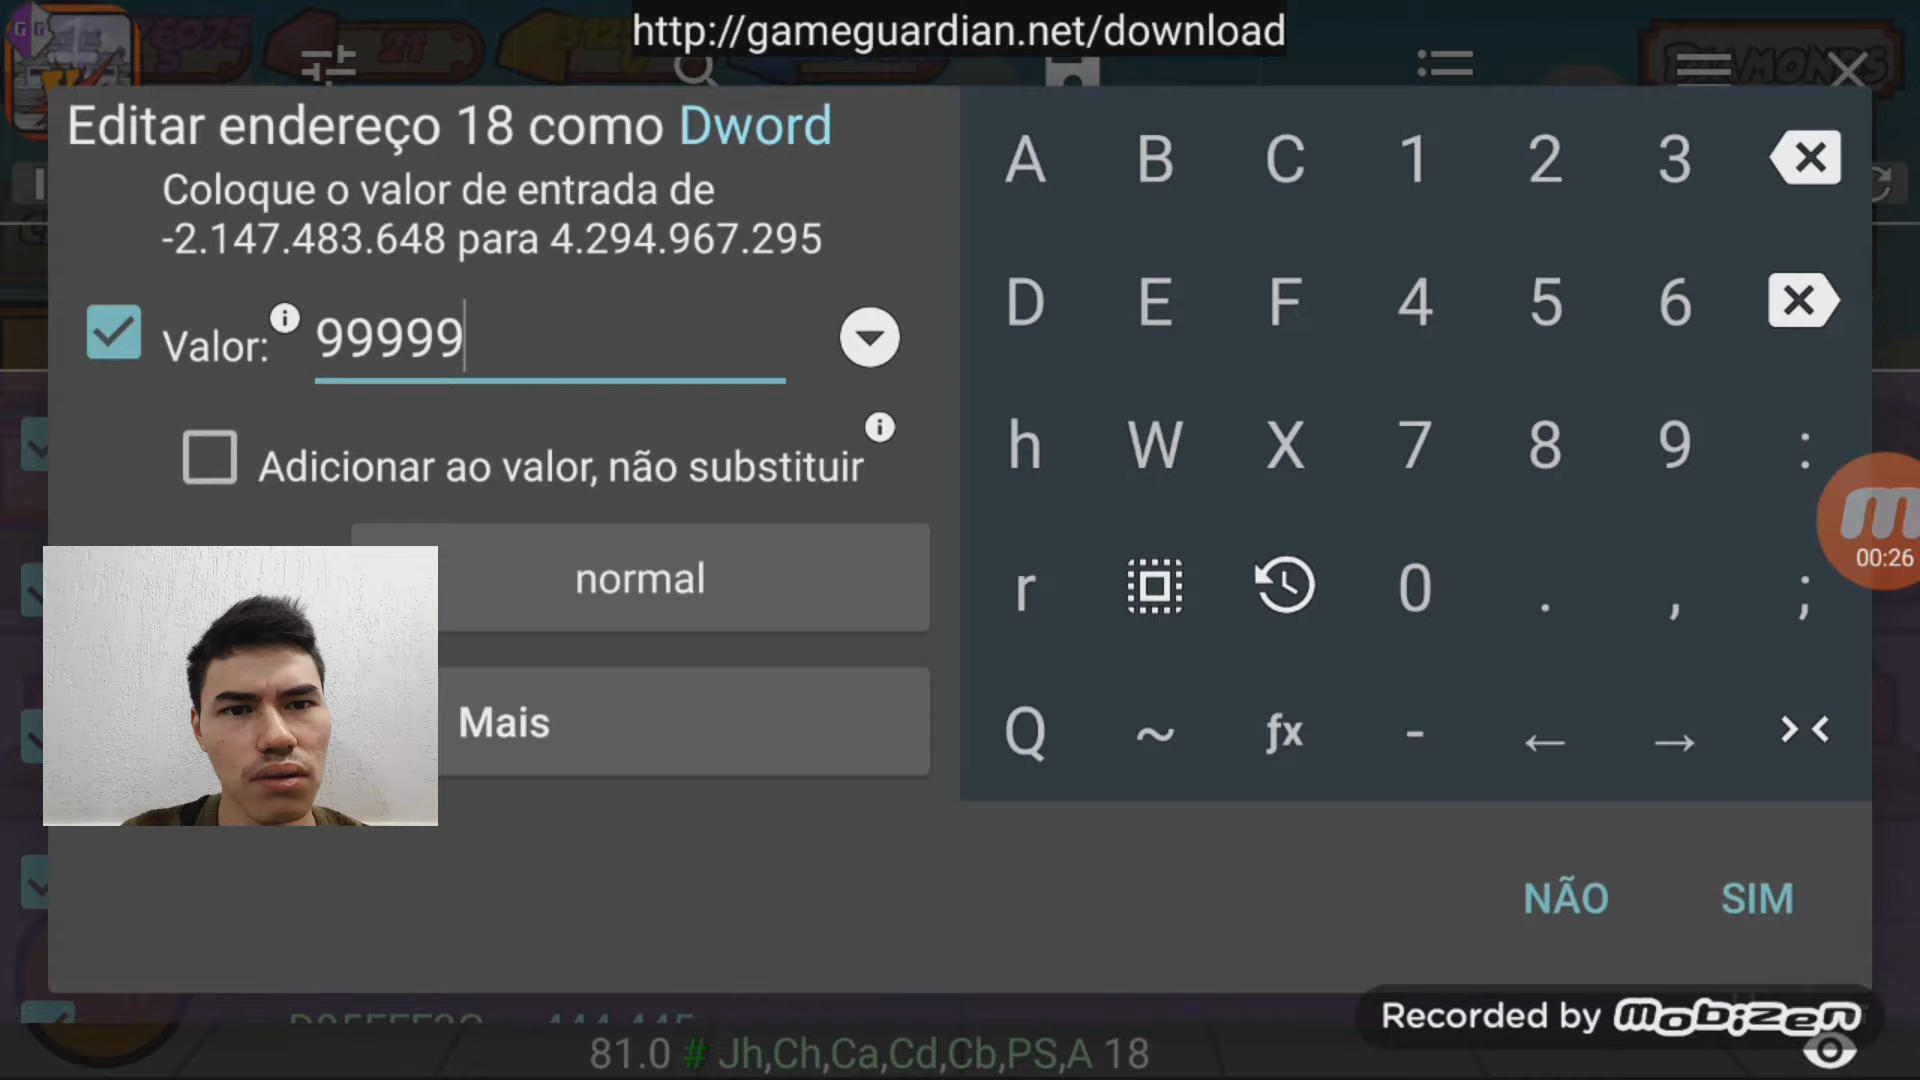 http://gameguardian.net/download
Editar endereço 18 como Dword
Coloque o valor de entrada de
-2.147.483.648 para 4.294.967.295
Valor: 99999
Adicionar ao valor, não substituir
normal
Mais
A B C 1 2 3
D E F 4 5 6
h W X 7 8 9 :
r 0 . , ;
Q ~ ƒx - ← → ><
NÃO SIM
00:26
Recorded by mobizen
81.0 # Jh,Ch,Ca,Cd,Cb,PS,A 18